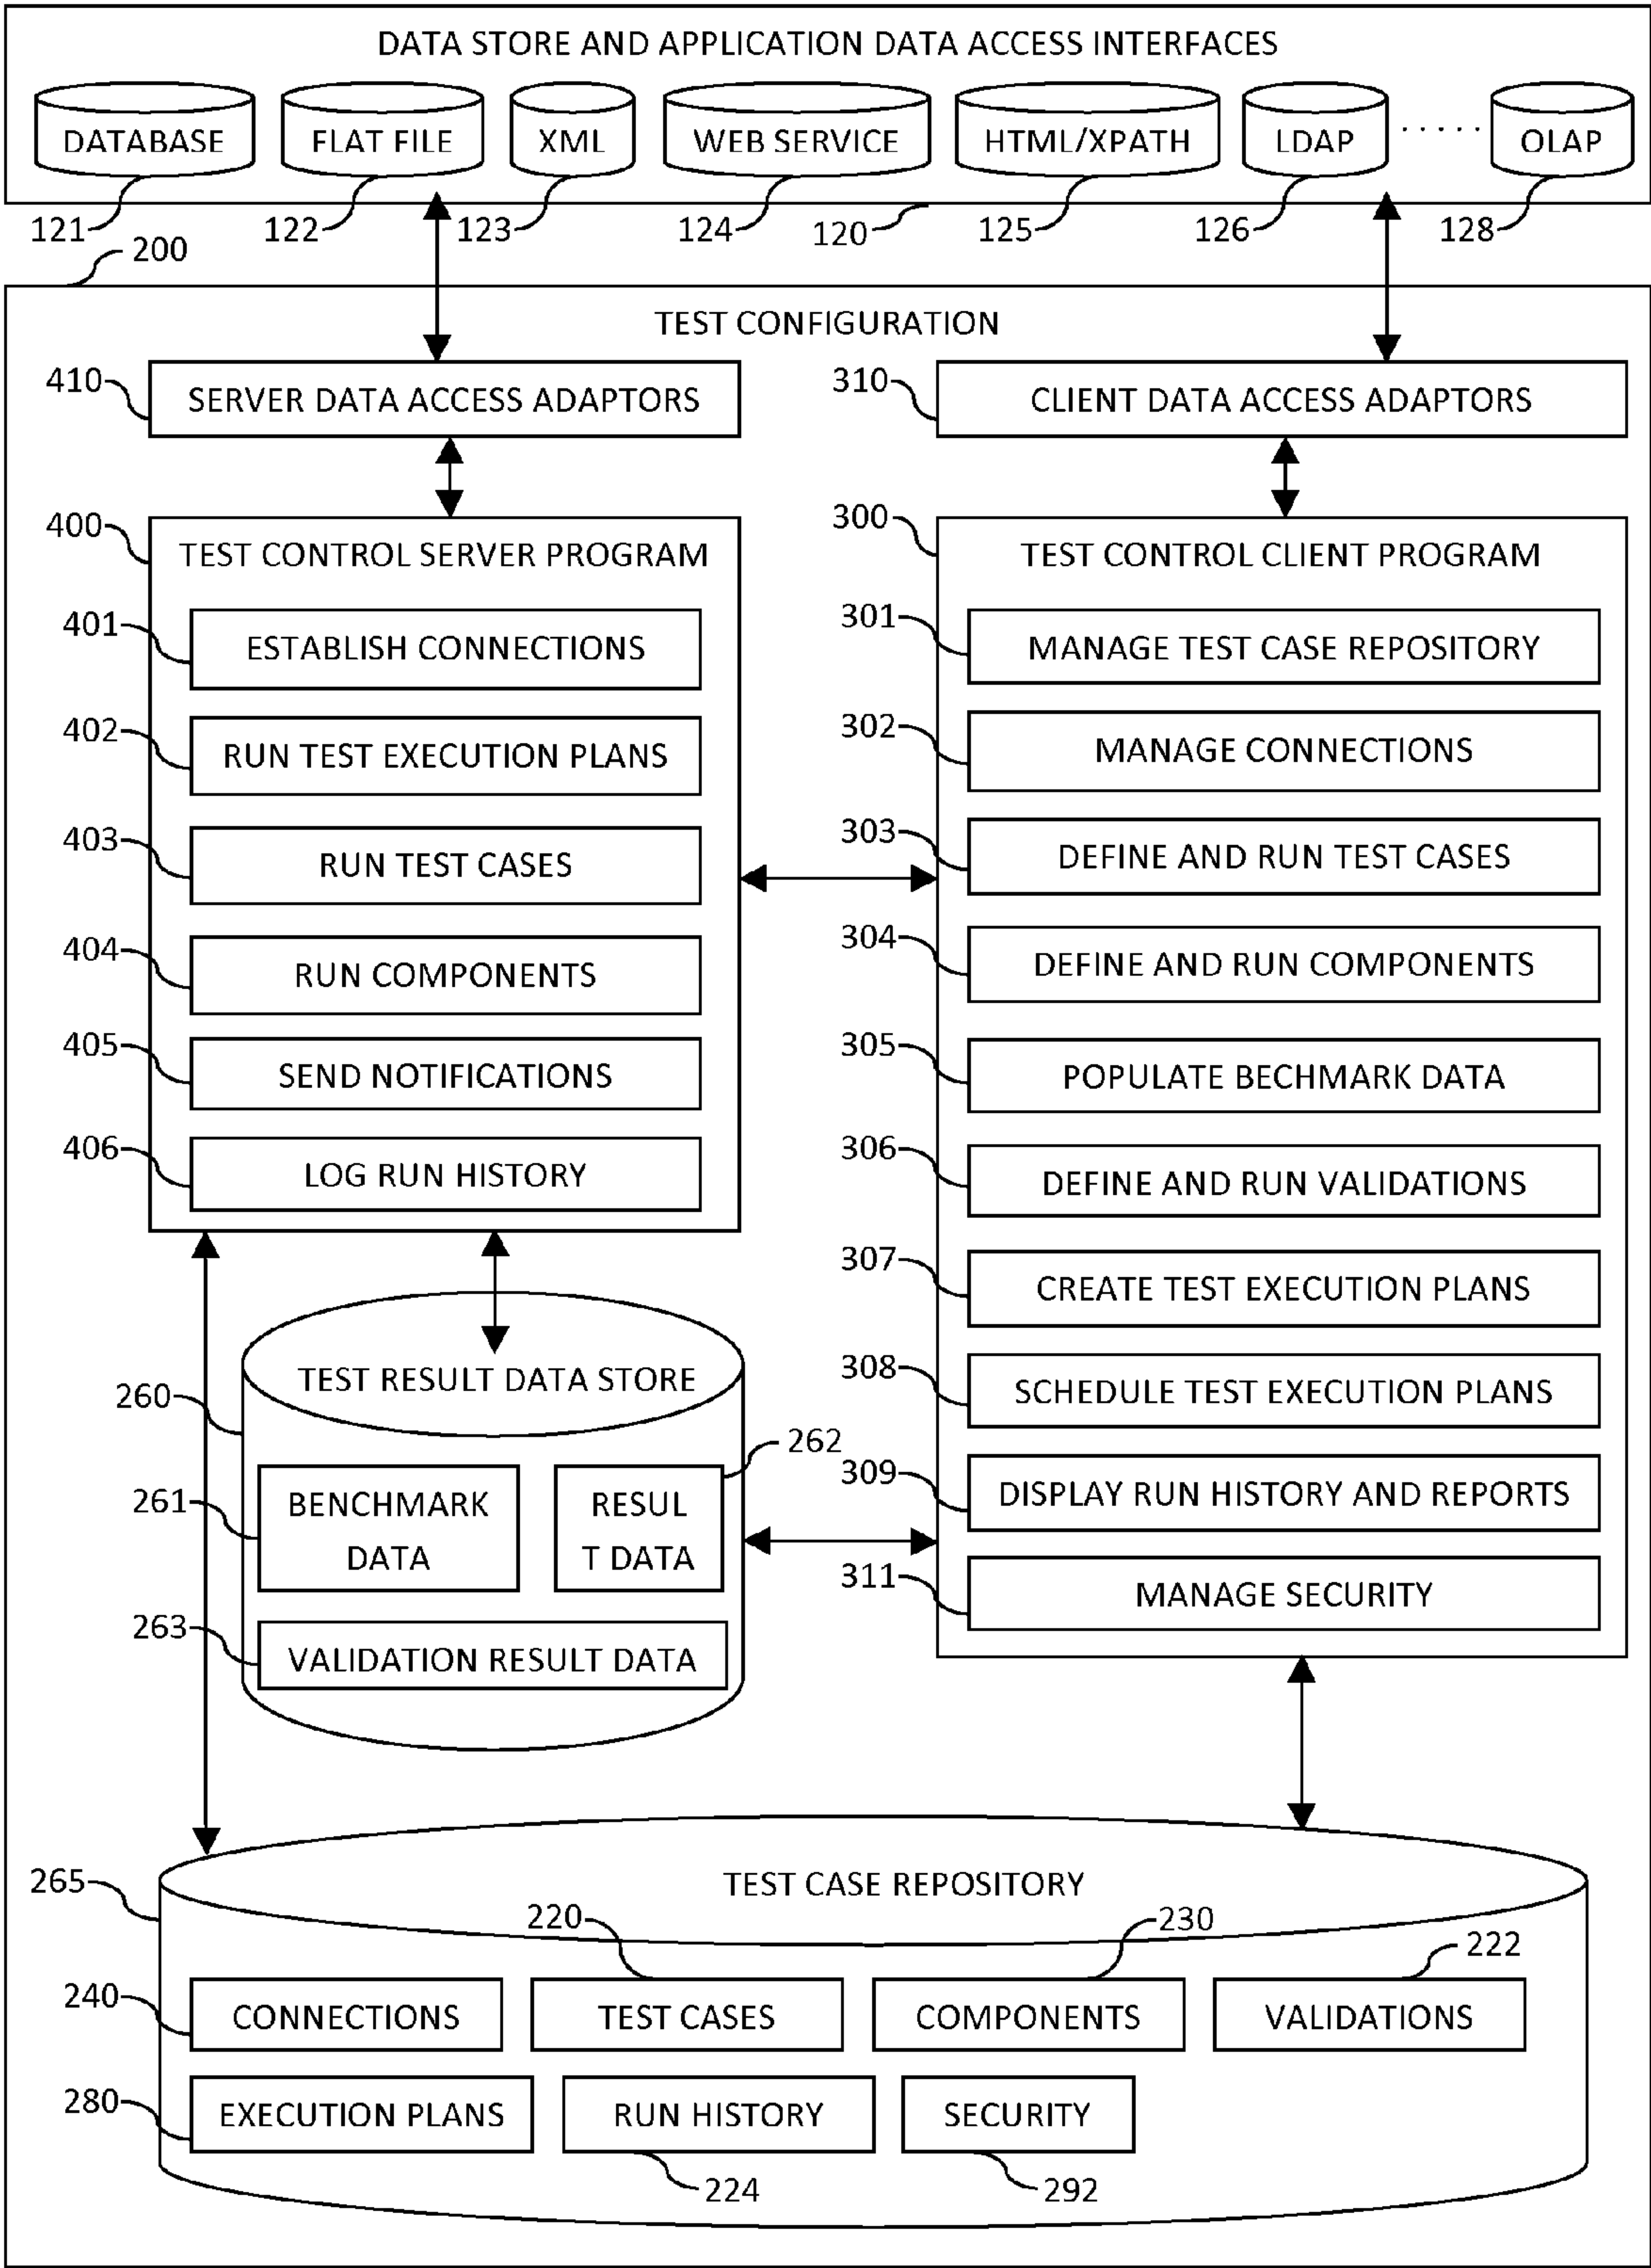 DATA STORE AND APPLICATION DATA ACCESS INTERFACES
DATABASE FLAT FILE XML WEB SERVICE HTML/XPATH LDAP ..... OLAP
121 122 123 124 120 125 126 128
200
TEST CONFIGURATION
410 SERVER DATA ACCESS ADAPTORS
310 CLIENT DATA ACCESS ADAPTORS
400 TEST CONTROL SERVER PROGRAM
401 ESTABLISH CONNECTIONS
402 RUN TEST EXECUTION PLANS
403 RUN TEST CASES
404 RUN COMPONENTS
405 SEND NOTIFICATIONS
406 LOG RUN HISTORY
300 TEST CONTROL CLIENT PROGRAM
301 MANAGE TEST CASE REPOSITORY
302 MANAGE CONNECTIONS
303 DEFINE AND RUN TEST CASES
304 DEFINE AND RUN COMPONENTS
305 POPULATE BECHMARK DATA
306 DEFINE AND RUN VALIDATIONS
307 CREATE TEST EXECUTION PLANS
308 SCHEDULE TEST EXECUTION PLANS
309 DISPLAY RUN HISTORY AND REPORTS
311 MANAGE SECURITY
TEST RESULT DATA STORE
260
262
261 BENCHMARK
DATA
RESUL
T DATA
263 VALIDATION RESULT DATA
265 TEST CASE REPOSITORY
220 230 222
240 CONNECTIONS TEST CASES COMPONENTS VALIDATIONS
280 EXECUTION PLANS RUN HISTORY SECURITY
224 292